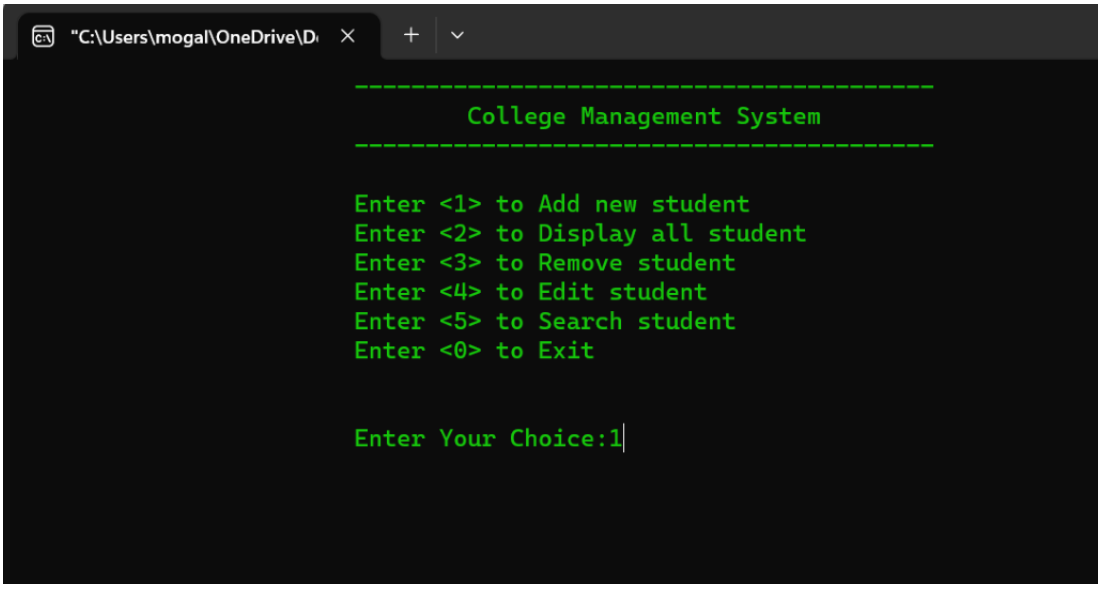 "C:\Users\mogal\OneDrive\D
-----------------------------------------
College Management System
-----------------------------------------
Enter <1> to Add new student
Enter <2> to Display all student
Enter <3> to Remove student
Enter <4> to Edit student
Enter <5> to Search student
Enter <0> to Exit
Enter Your Choice:1